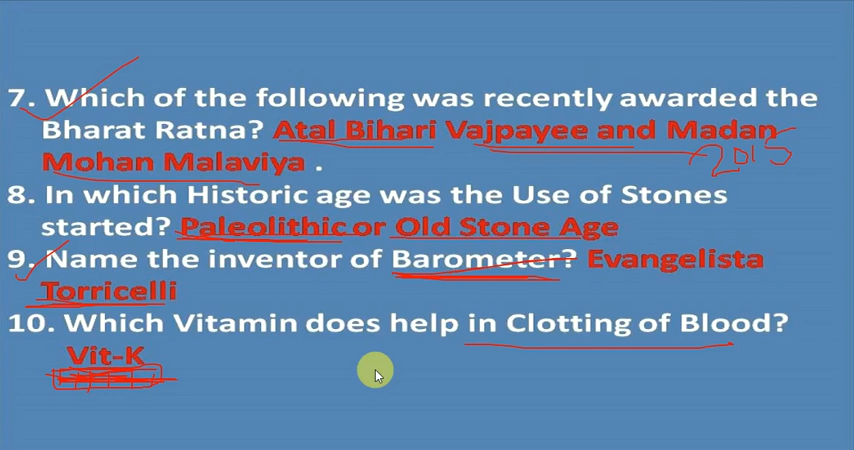 7. Which of the following was recently awarded the
Bharat Ratna? Atal Bihari Vajpayee and Madan
Mohan Malaviya .
2015
8. In which Historic age was the Use of Stones
started? Paleolithic or Old Stone Age
9. Name the inventor of Barometer? Evangelista
Torricelli
10. Which Vitamin does help in Clotting of Blood?
Vit-K